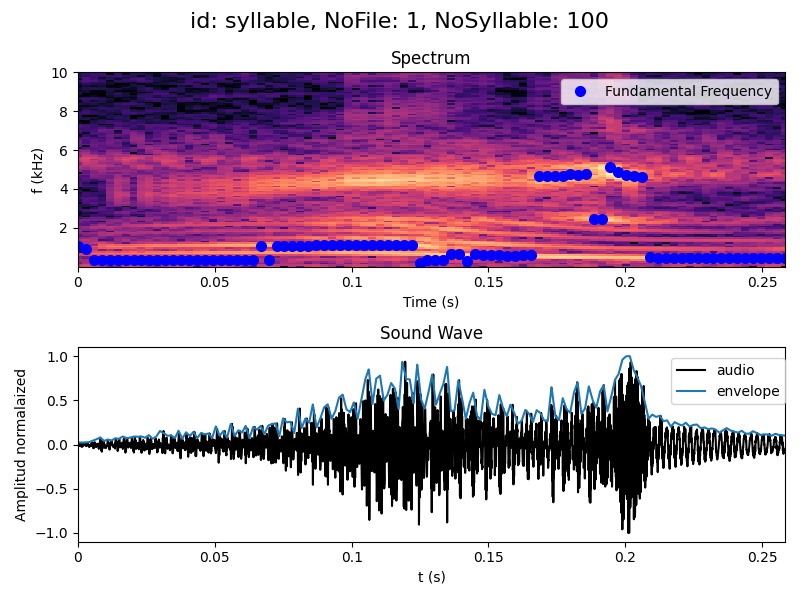 id: syllable, NoFile: 1, NoSyllable: 100
Spectrum
10
8
6
4
2
f (kHz)
Fundamental Frequency
0
0.05
0.1
0.15
0.2
0.25
Time (s)
Sound Wave
1.0
0.5
0.0
−0.5
−1.0
Amplitud normalaized
audio
envelope
0
0.05
0.1
0.15
0.2
0.25
t (s)